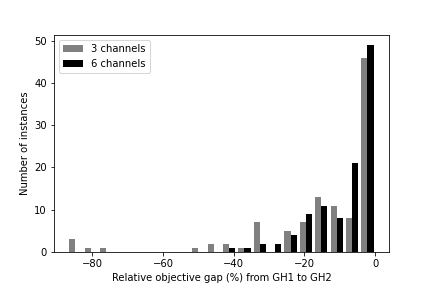 3 channels
6 channels
50
40
30
20
10
0
Number of instances
−80
−60
−40
−20
0
Relative objective gap (%) from GH1 to GH2